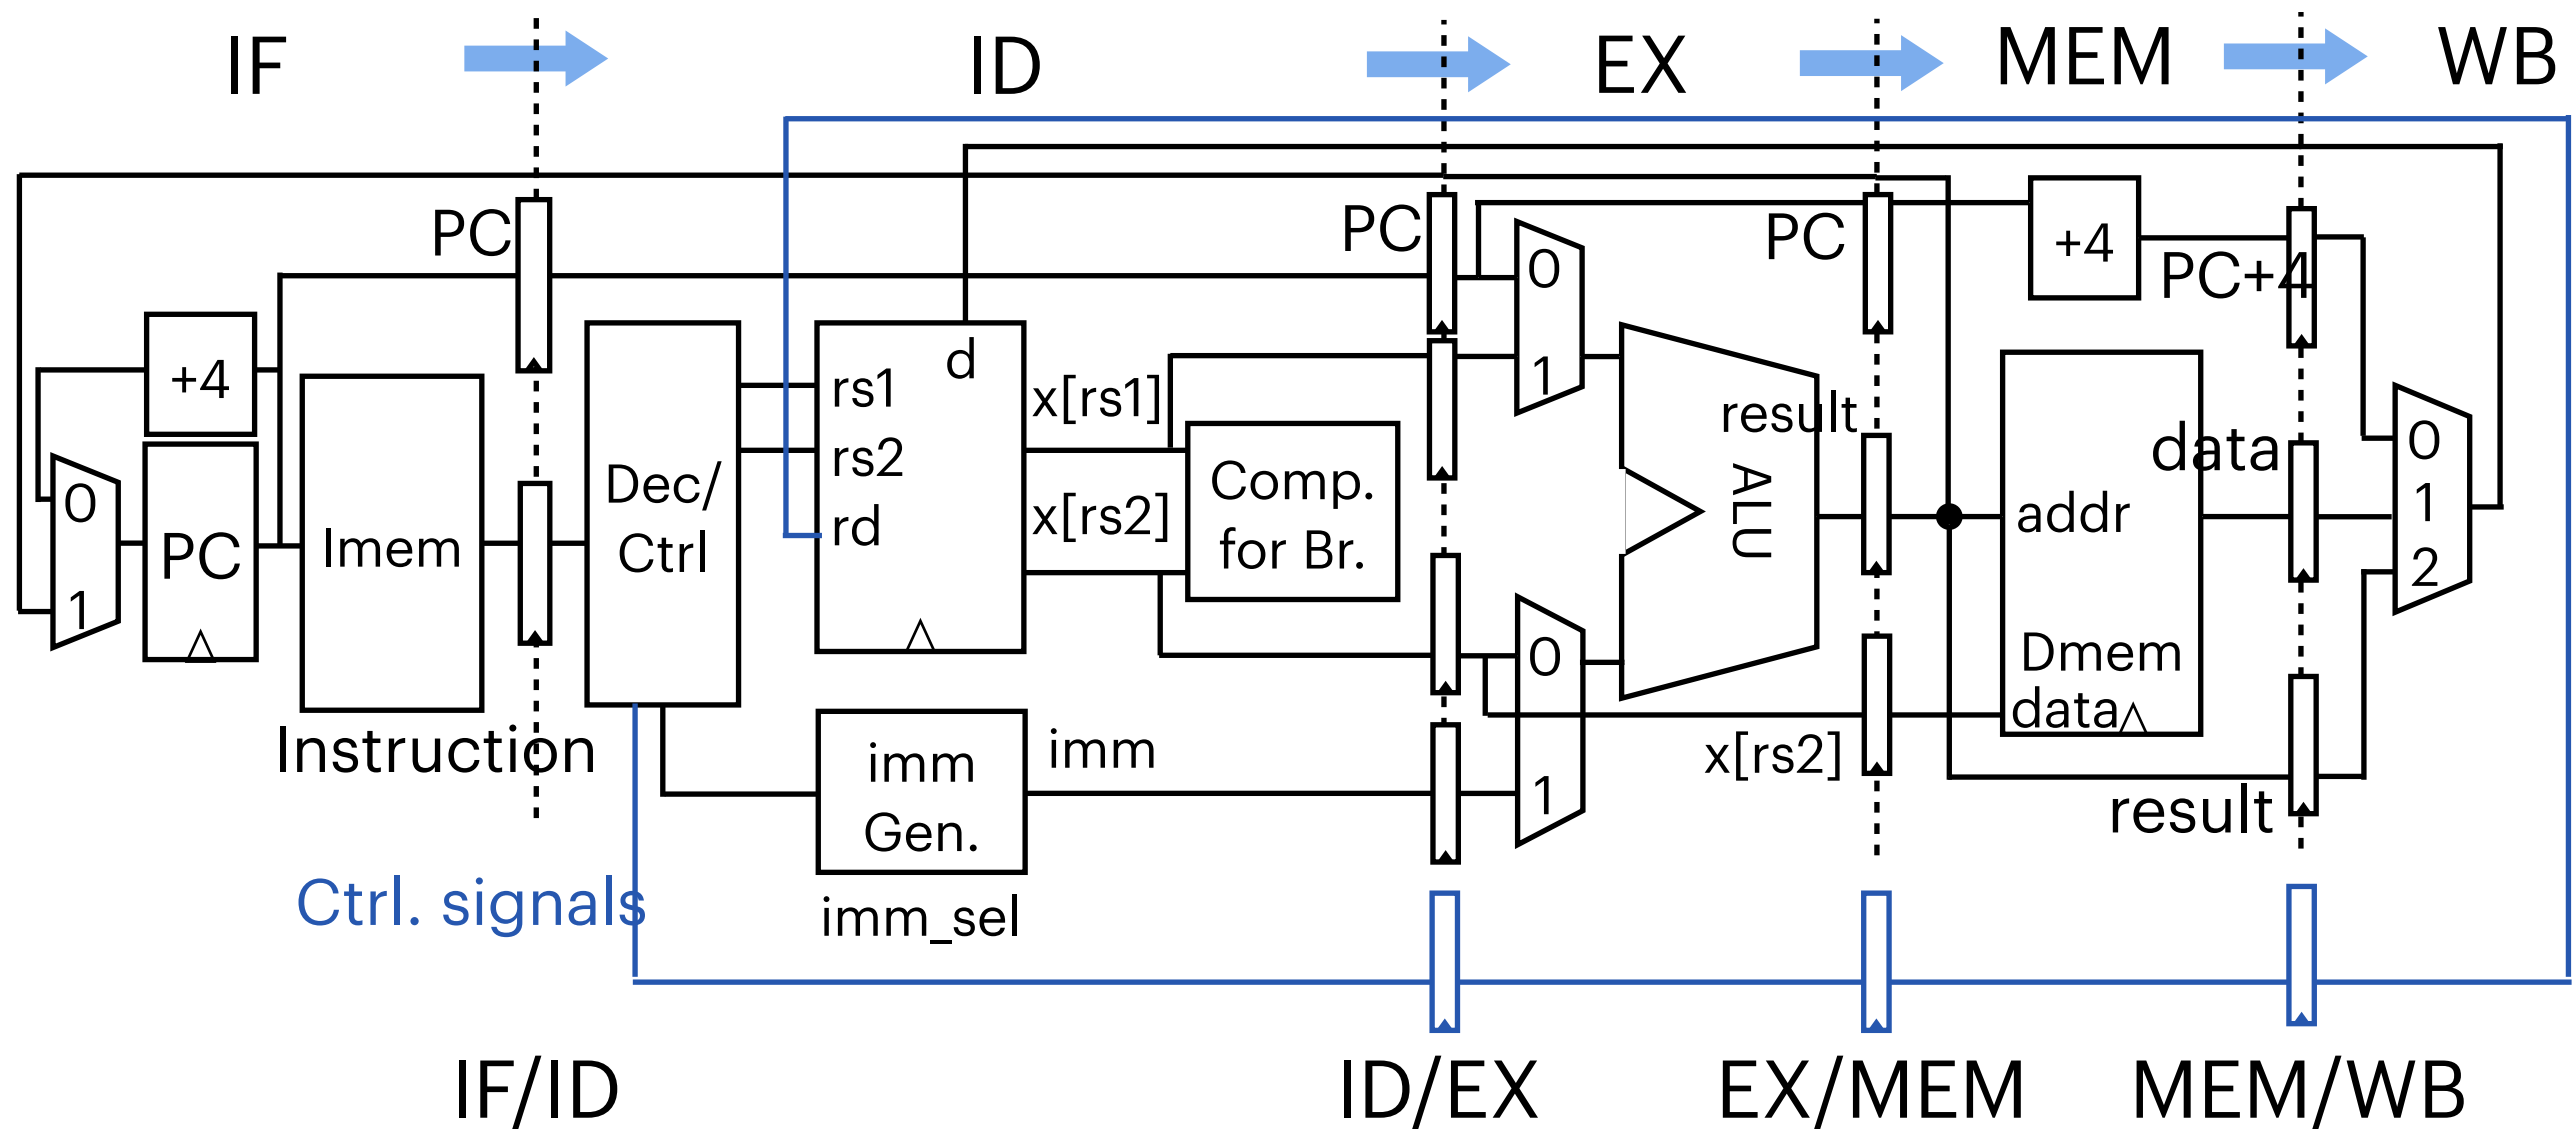 IF
ID
EX
MEM
WB
PC
PC
PC
+4
PC+4
+4
0
1
PC
Imem
Instruction
Dec/
Ctrl
d
rs1
rs2
rd
x[rs1]
x[rs2]
Comp.
for Br.
imm
Gen.
imm
imm_sel
0
1
0
1
result
ALU
x[rs2]
addr
Dmem
data
data
result
0
1
2
Ctrl. signals
IF/ID
ID/EX
EX/MEM
MEM/WB